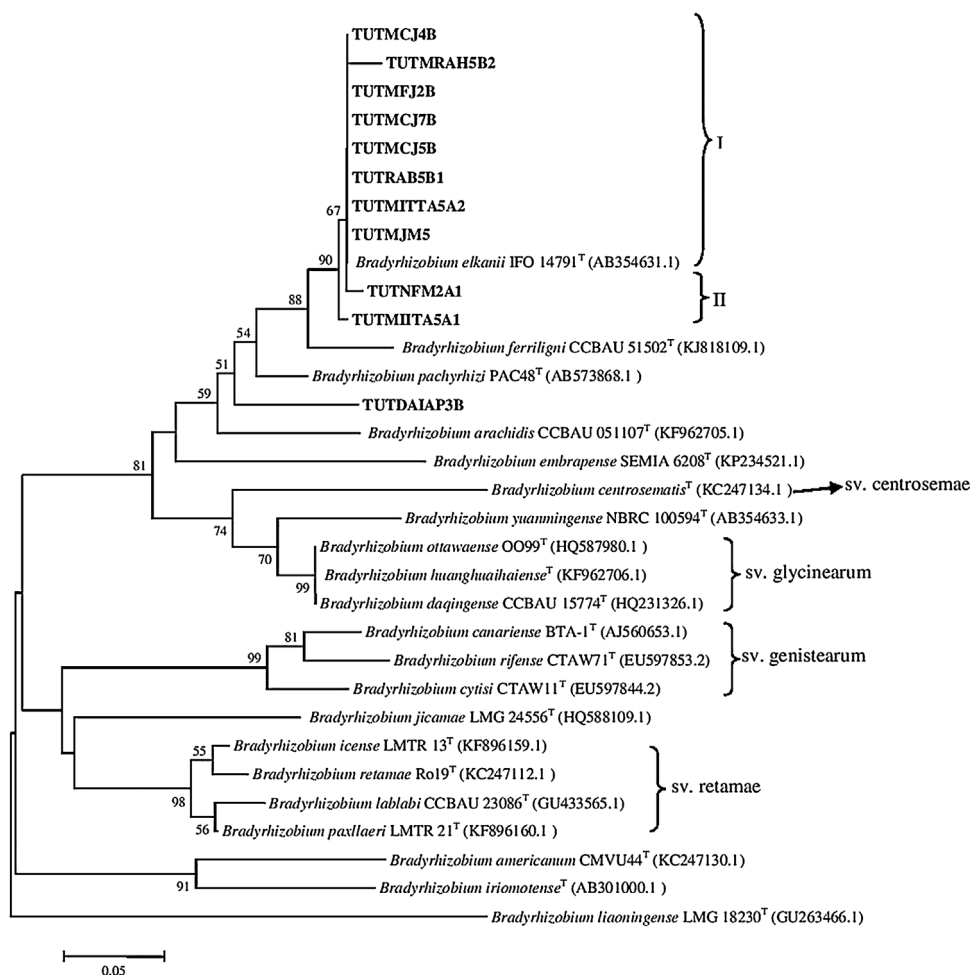 TUTMCJ4B
TUTMRAH5B2
TUTMFJ2B
TUTMCJ7B
I
TUTMCJ5B
TUTRAB5B1
TUTMITTA5A2
67
TUTMJM5
Bradyrhizobium elkanii IFO 14791T (AB354631.1)
90
TUTNFM2A1
II
88
TUTMIITA5A1
54
Bradyrhizobium ferriligni CCBAU 51502T (KJ818109.1)
51
Bradyrhizobium pachyrhizi PAC48T (AB573868.1 )
59
TUTDAIAP3B
Bradyrhizobium arachidis CCBAU 051107T (KF962705.1)
81
Bradyrhizobium embrapense SEMIA 6208T (KP234521.1)
Bradyrhizobium centrosematisT (KC247134.1 )
sv. centrosemae
74
Bradyrhizobium yuanmingense NBRC 100594T (AB354633.1)
70
Bradyrhizobium ottawaense OO99T (HQ587980.1 )
99
Bradyrhizobium huanghuaihaienseT (KF962706.1)
sv. glycinearum
Bradyrhizobium daqingense CCBAU 15774T (HQ231326.1)
81
Bradyrhizobium canariense BTA-1T (AJ560653.1)
99
Bradyrhizobium rifense CTAW71T (EU597853.2)
sv. genistearum
Bradyrhizobium cytisi CTAW11T (EU597844.2)
Bradyrhizobium jicamae LMG 24556T (HQ588109.1)
55
Bradyrhizobium icense LMTR 13T (KF896159.1)
Bradyrhizobium retamae Ro19T (KC247112.1 )
sv. retamae
98
Bradyrhizobium lablabi CCBAU 23086T (GU433565.1)
56
Bradyrhizobium paxllaeri LMTR 21T (KF896160.1 )
Bradyrhizobium americanum CMVU44T (KC247130.1)
91
Bradyrhizobium iriomotenseT (AB301000.1 )
Bradyrhizobium liaoningense LMG 18230T (GU263466.1)
0.05